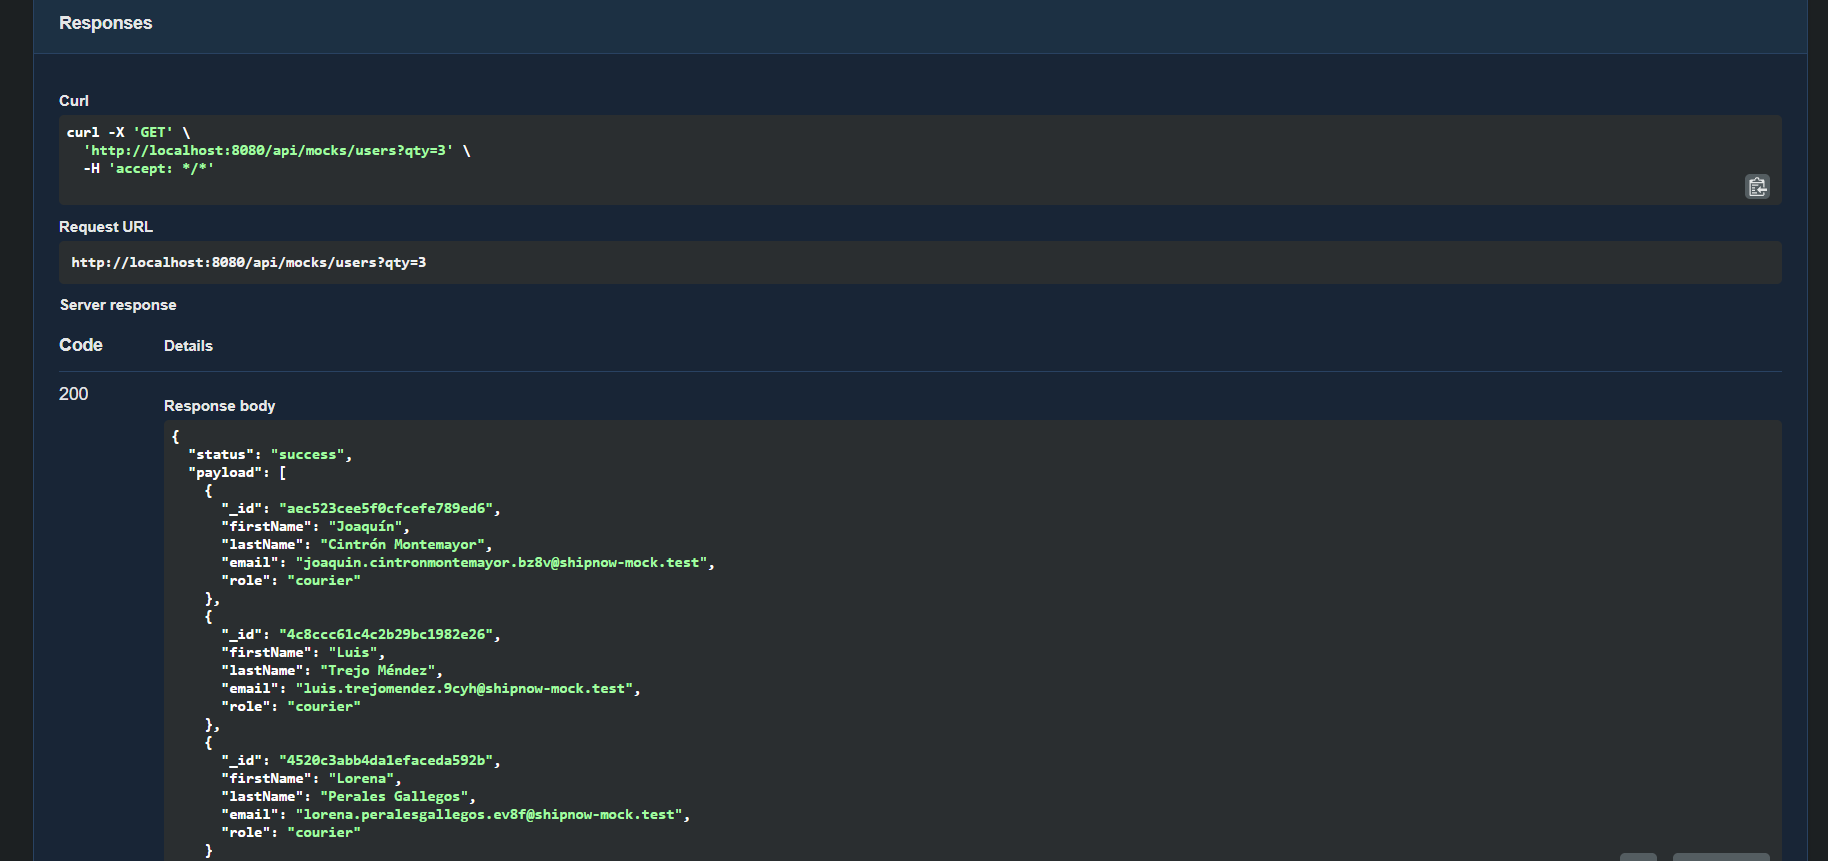 Responses
Curl
curl -X 'GET' \
  'http://localhost:8080/api/mocks/users?qty=3' \
  -H 'accept: */*'
Request URL
http://localhost:8080/api/mocks/users?qty=3
Server response
Code Details
200
Response body
{
  "status": "success",
  "payload": [
    {
      "_id": "aec523cee5f0cfcefe789ed6",
      "firstName": "Joaquín",
      "lastName": "Cintrón Montemayor",
      "email": "joaquin.cintronmontemayor.bz8v@shipnow-mock.test",
      "role": "courier"
    },
    {
      "_id": "4c8ccc61c4c2b29bc1982e26",
      "firstName": "Luis",
      "lastName": "Trejo Méndez",
      "email": "luis.trejomendez.9cyh@shipnow-mock.test",
      "role": "courier"
    },
    {
      "_id": "4520c3abb4da1efaceda592b",
      "firstName": "Lorena",
      "lastName": "Perales Gallegos",
      "email": "lorena.peralesgallegos.ev8f@shipnow-mock.test",
      "role": "courier"
    }